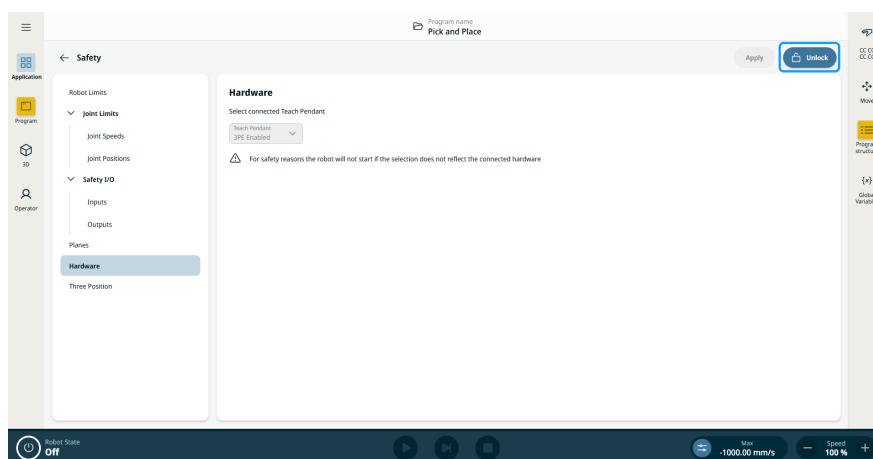 Program name
Pick and Place
Safety
Apply
Unlock
Application
Program
3D
Operator
Robot Limits
Joint Limits
Joint Speeds
Joint Positions
Safety I/O
Inputs
Outputs
Planes
Hardware
Three Position
Hardware
Select connected Teach Pendant
Teach Pendant
3PE Enabled
For safety reasons the robot will not start if the selection does not reflect the connected hardware
Move
{x}
Robot State
Off
Max
-1000.00 mm/s
Speed
100 %